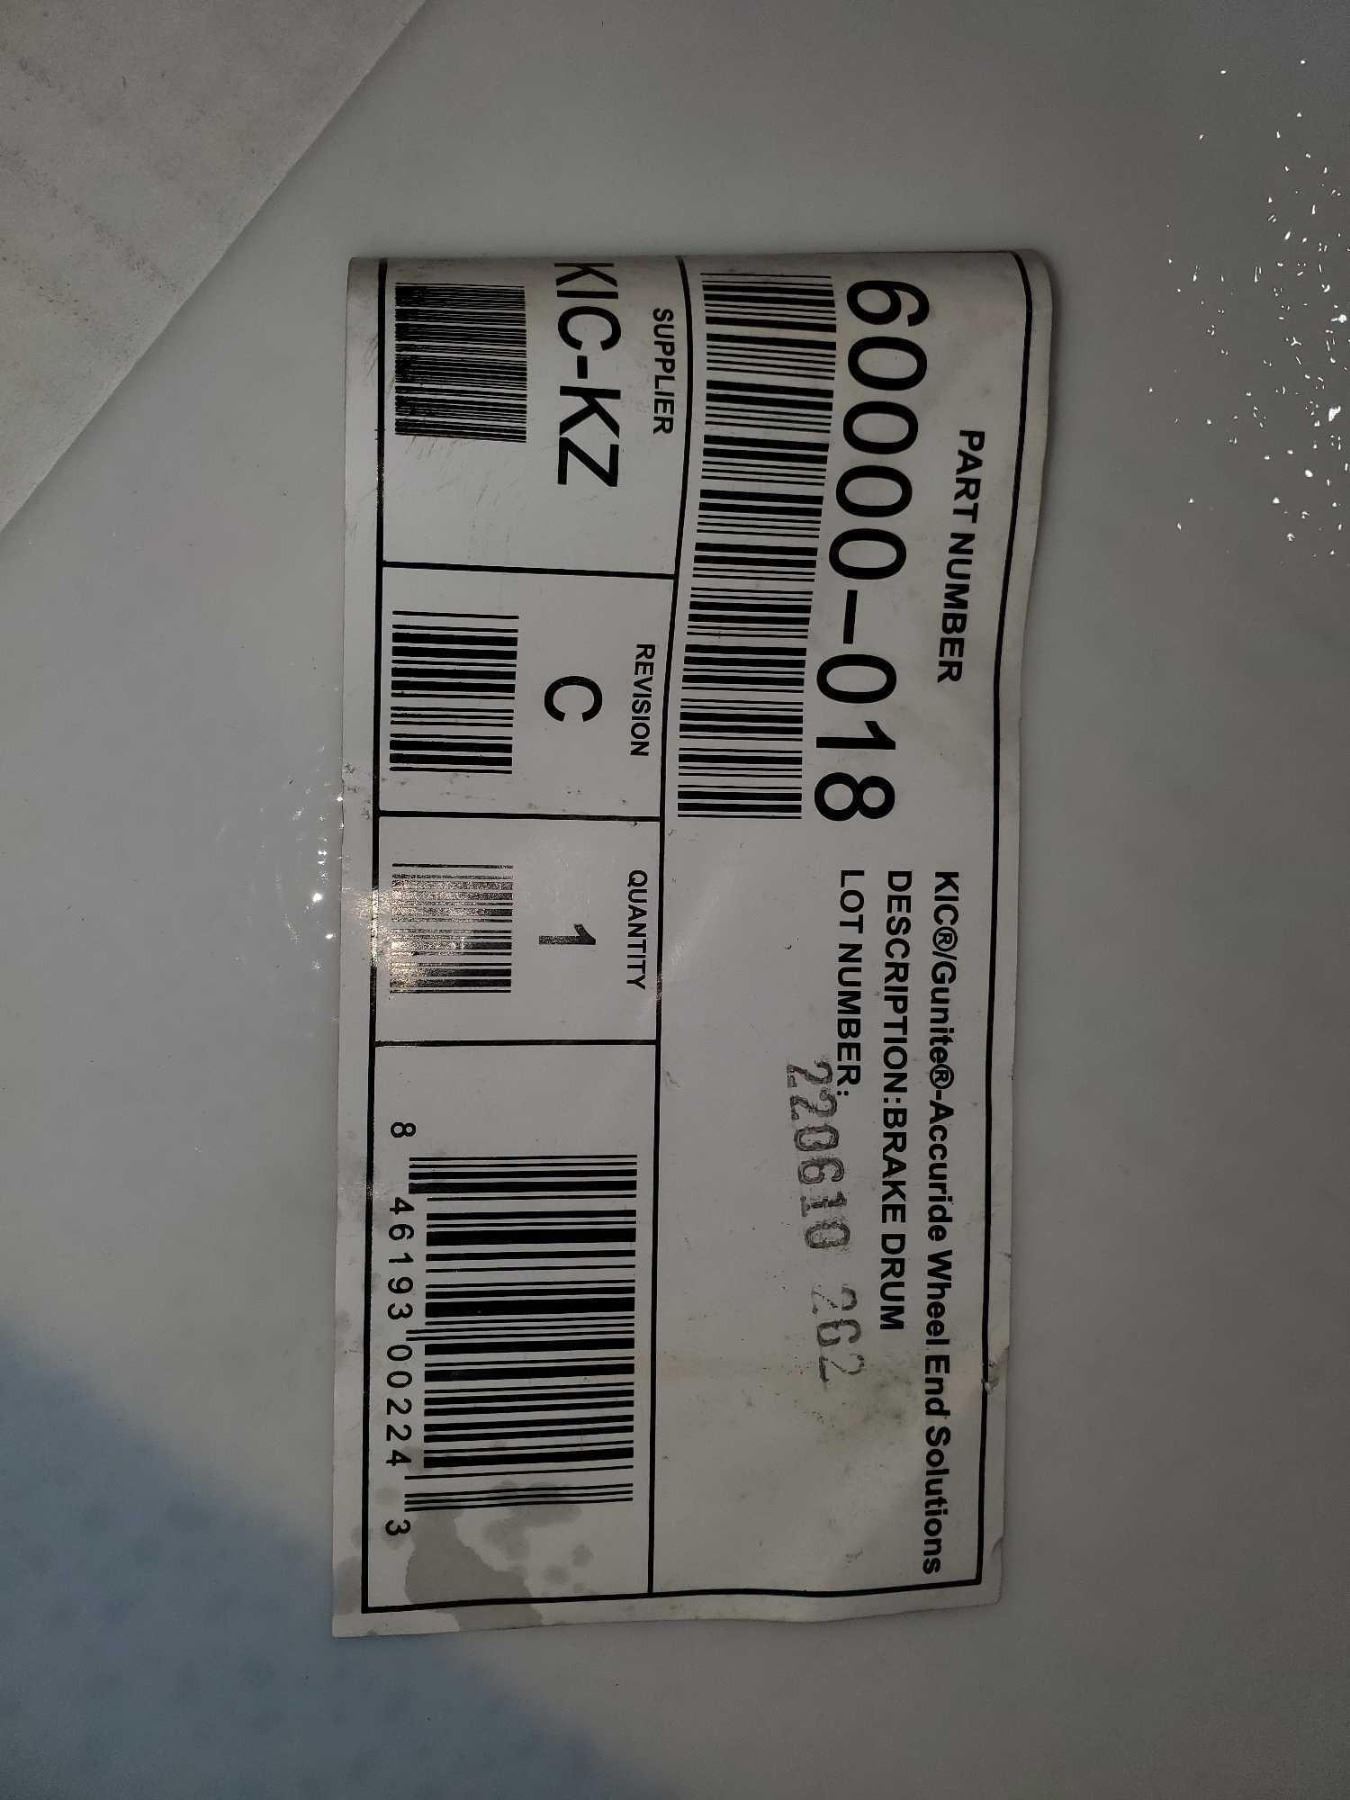 PART NUMBER
60000-018
KIC®/Gunite®-Accuride Wheel End Solutions
DESCRIPTION:BRAKE DRUM
LOT NUMBER:
220610 262
SUPPLIER
KIC-KZ
REVISION
C
QUANTITY
1
8 46193 00224 3